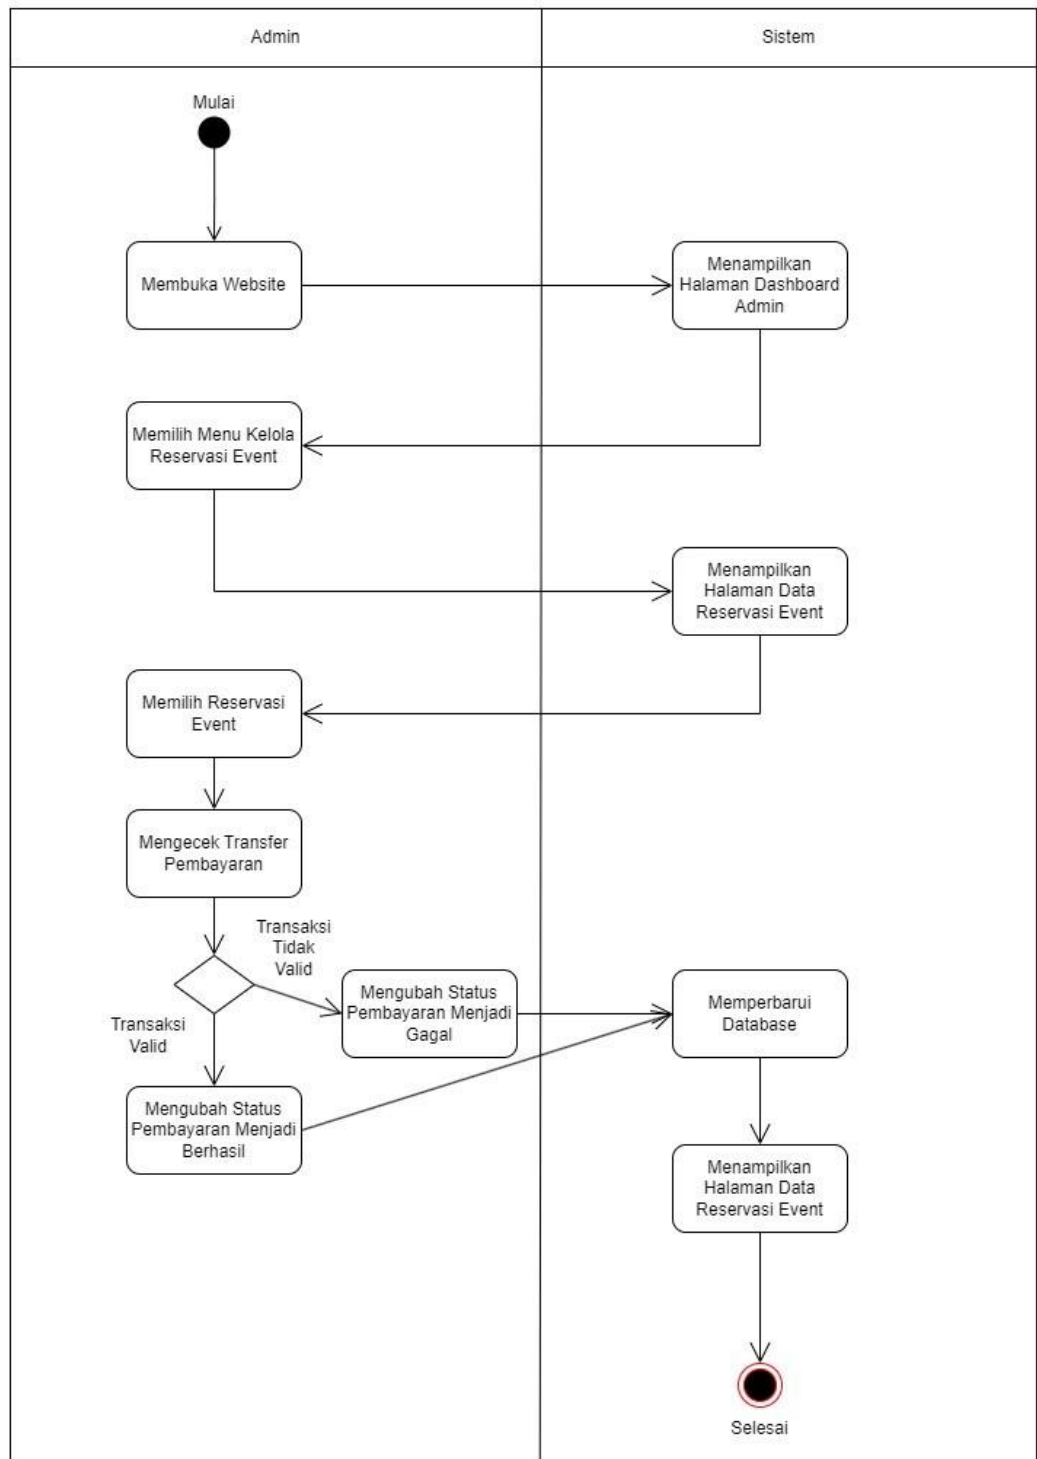 Admin
Sistem
Mulai
Membuka Website
Menampilkan
Halaman Dashboard
Admin
Memilih Menu Kelola
Reservasi Event
Menampilkan
Halaman Data
Reservasi Event
Memilih Reservasi
Event
Mengecek Transfer
Pembayaran
Transaksi
Tidak
Valid
Transaksi
Valid
Mengubah Status
Pembayaran Menjadi
Gagal
Memperbarui
Database
Mengubah Status
Pembayaran Menjadi
Berhasil
Menampilkan
Halaman Data
Reservasi Event
Selesai